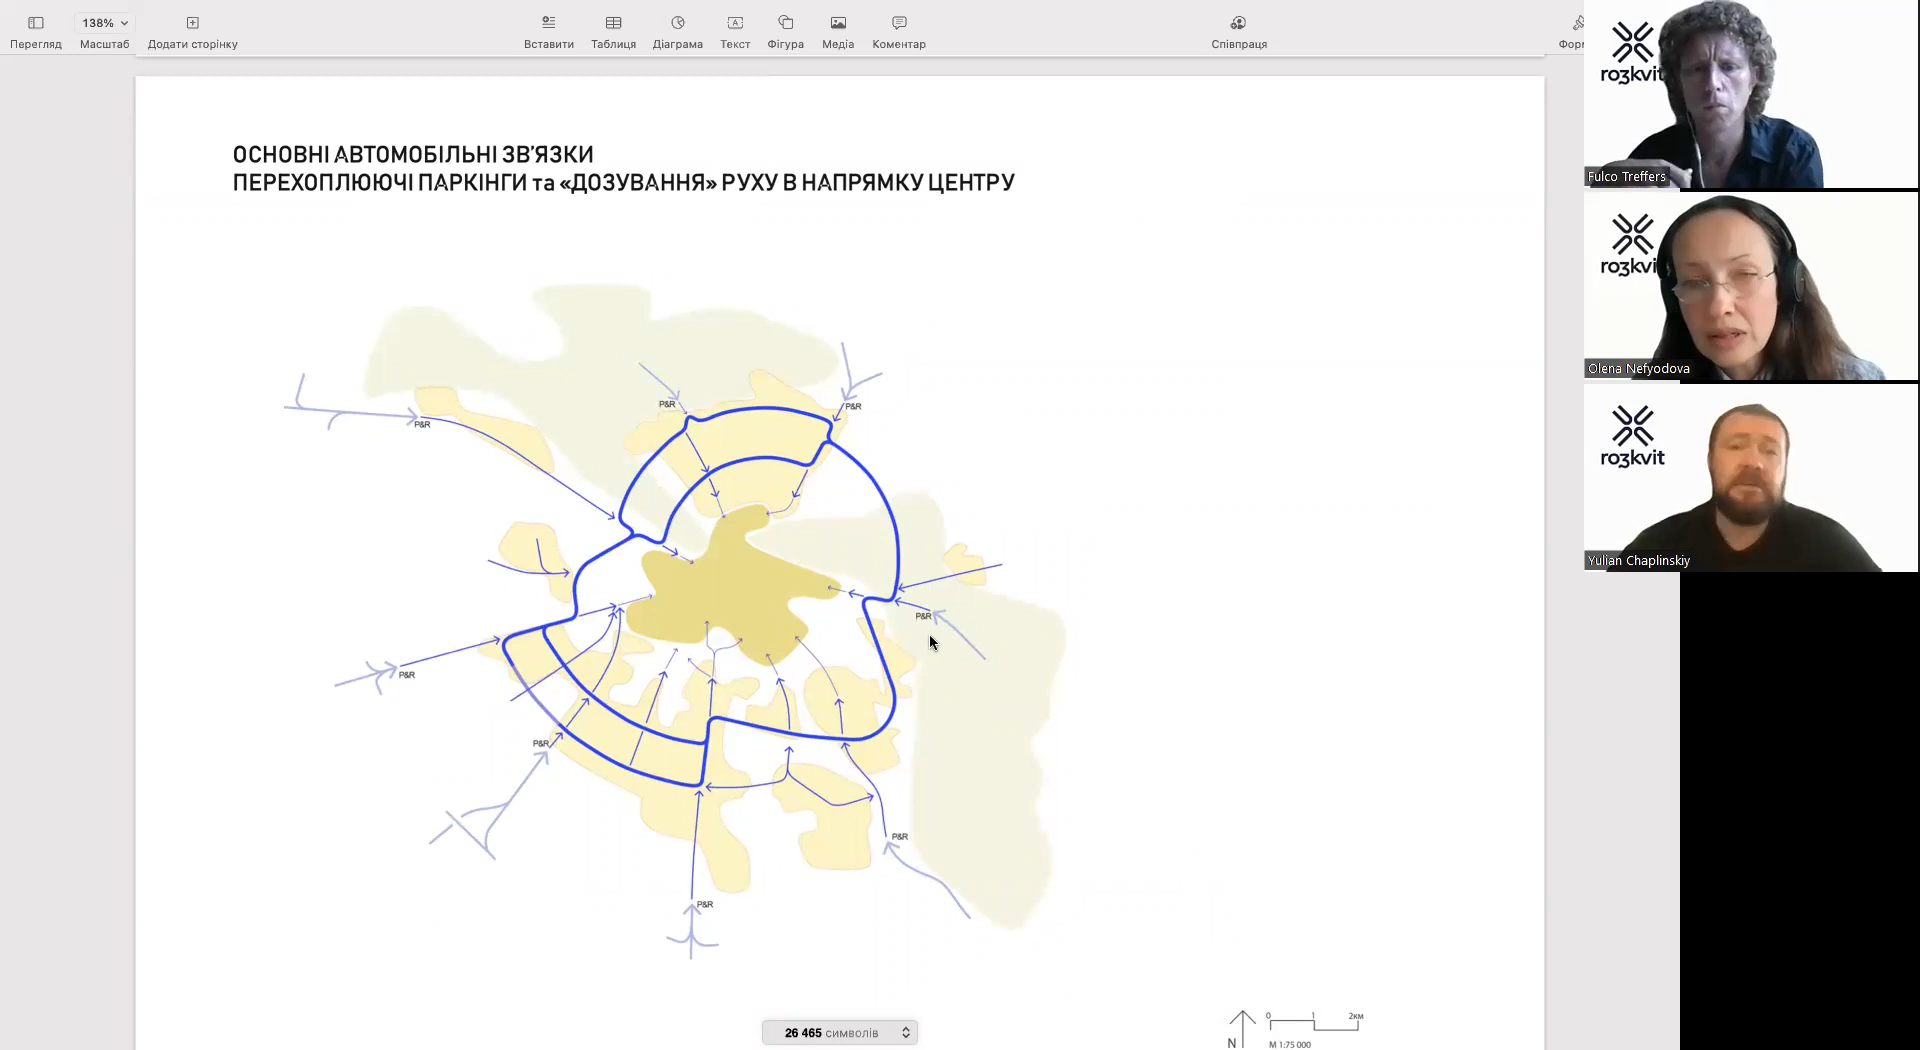 138%
Перегляд
Масштаб
Додати сторінку
Вставити
Таблиця
Діаграма
Текст
Фігура
Медіа
Коментар
Співпраця
ОСНОВНІ АВТОМОБІЛЬНІ ЗВ'ЯЗКИ
ПЕРЕХОПЛЮЮЧІ ПАРКІНГИ та «ДОЗУВАННЯ» РУХУ В НАПРЯМКУ ЦЕНТРУ
P&R
P&R
P&R
P&R
P&R
P&R
P&R
P&R
N
0 1 2км
М 1:75 000
26 465 символів
Fulco Treffers
Olena Nefyodova
ro3kvit
Yulian Chaplinskiy